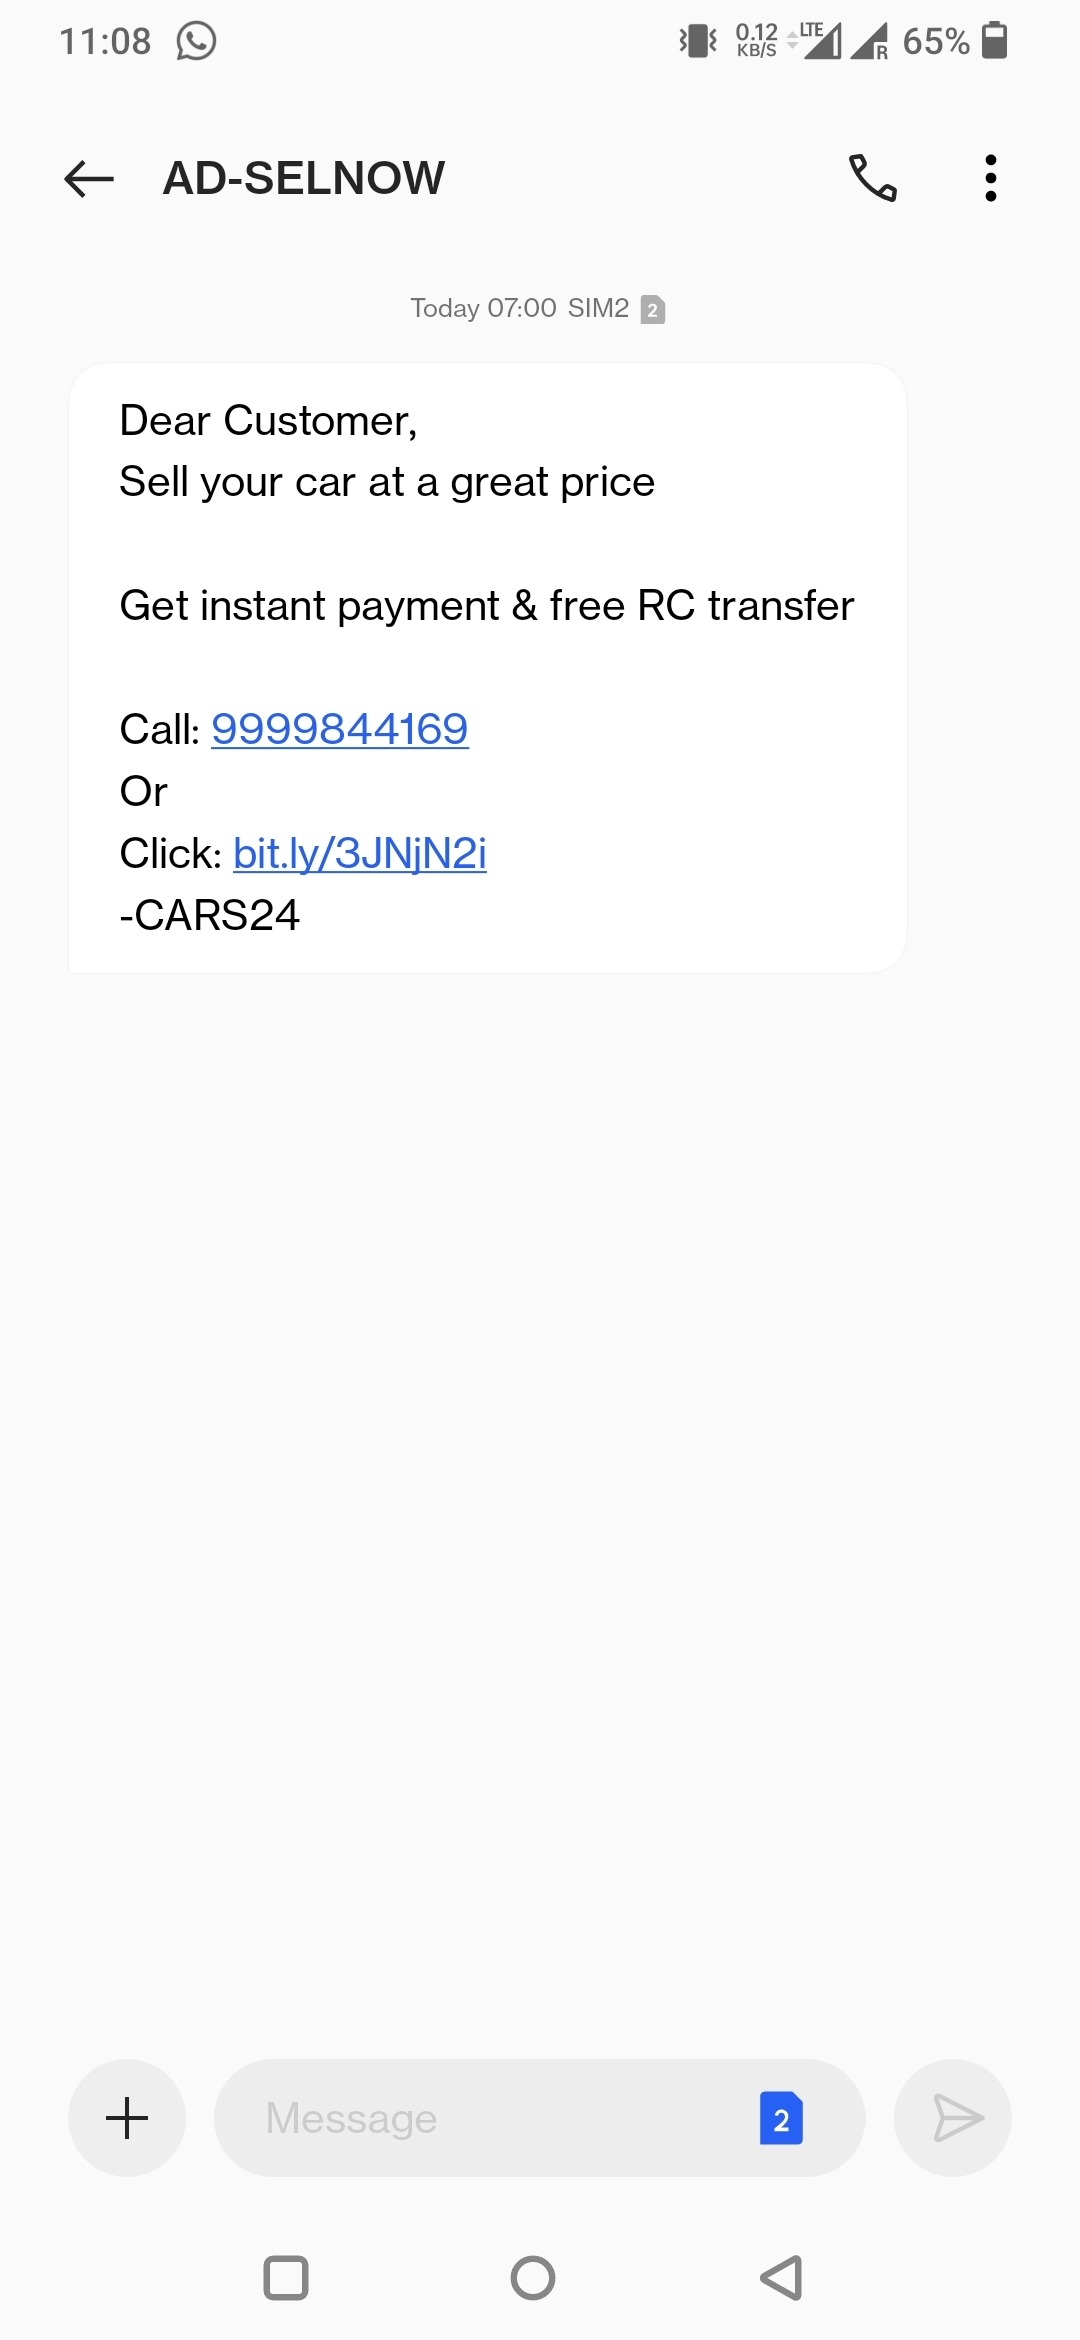 11:08
0.12 KB/S LTE R 65%
AD-SELNOW
Today 07:00 SIM2 2
Dear Customer,
Sell your car at a great price
Get instant payment & free RC transfer
Call: 9999844169
Or
Click: bit.ly/3JNjN2i
-CARS24
Message 2